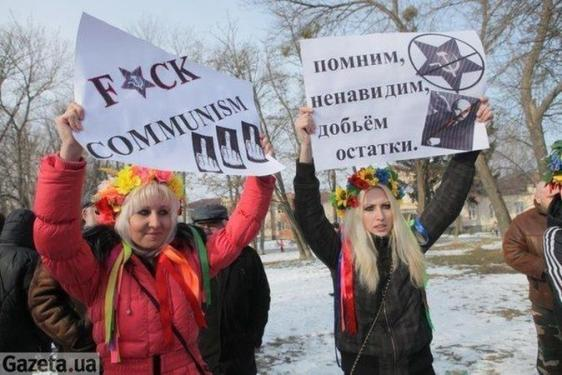 F★CK
COMMUNISM
помним,
ненавидим,
добьём
остатки.
Gazeta.ua